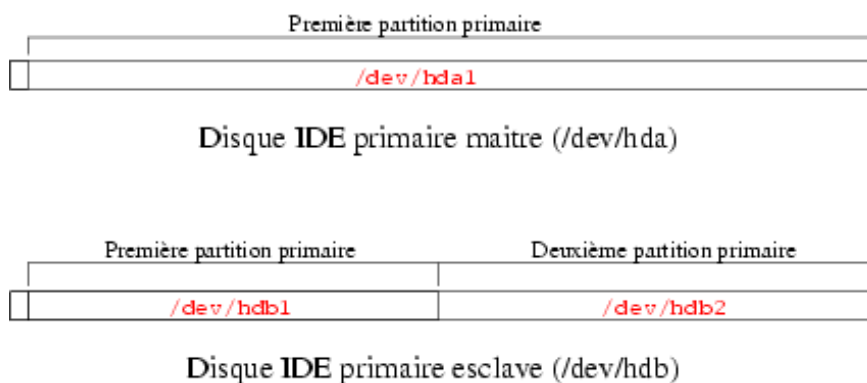 Première partition primaire
/dev/hda1
Disque IDE primaire maitre (/dev/hda)
Première partition primaire Deuxième partition primaire
/dev/hdb1 /dev/hdb2
Disque IDE primaire esclave (/dev/hdb)